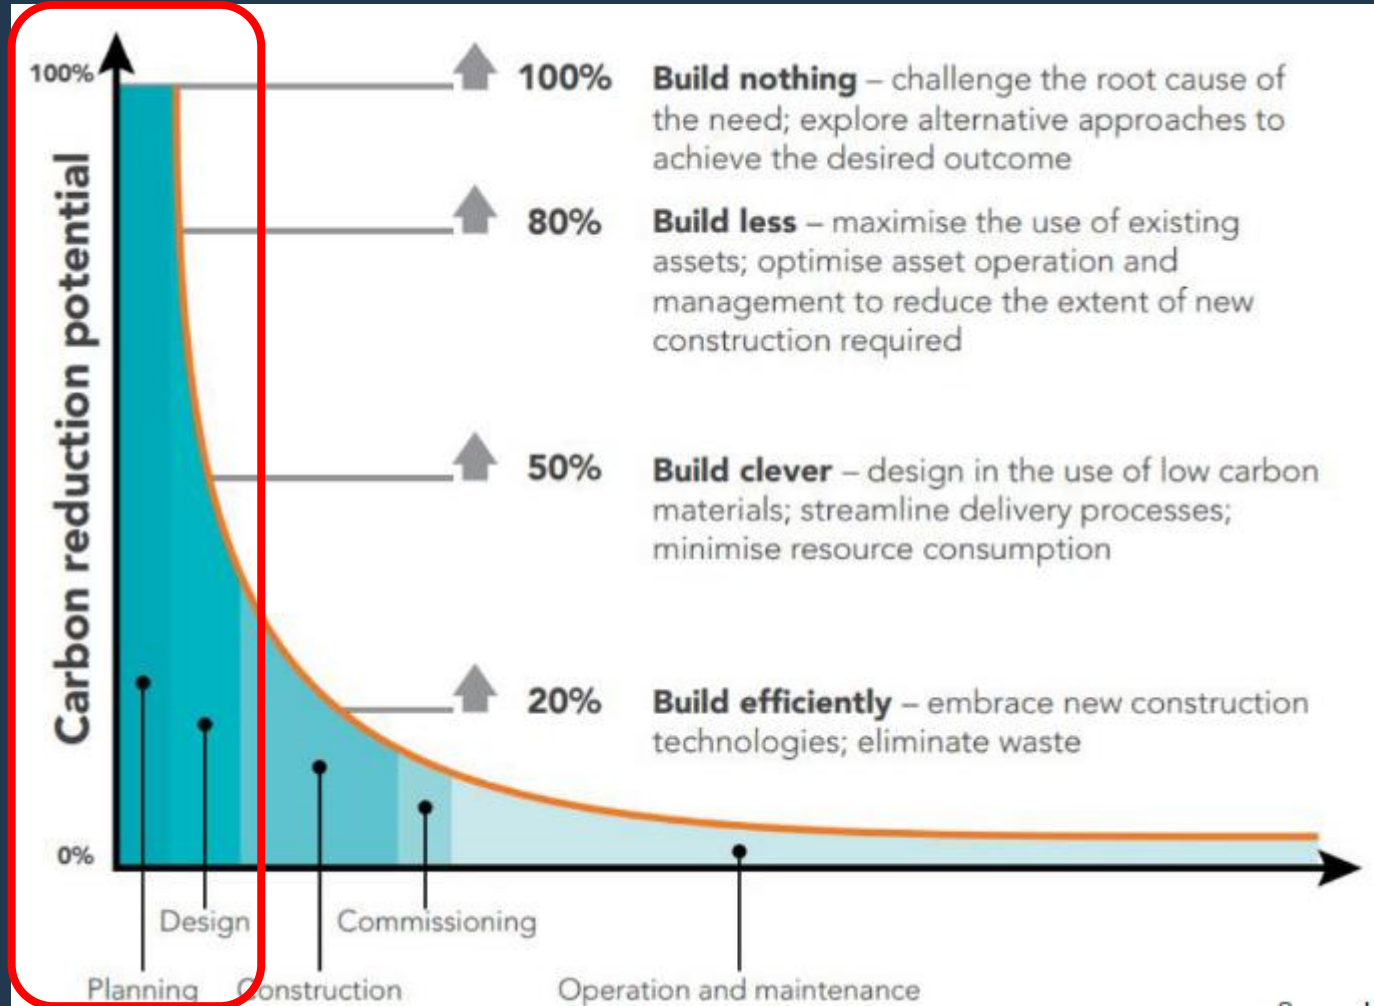 100%
Carbon reduction potential
0%
100%
Build nothing – challenge the root cause of
the need; explore alternative approaches to
achieve the desired outcome
80%
Build less – maximise the use of existing
assets; optimise asset operation and
management to reduce the extent of new
construction required
50%
Build clever – design in the use of low carbon
materials; streamline delivery processes;
minimise resource consumption
20%
Build efficiently – embrace new construction
technologies; eliminate waste
Design
Commissioning
Planning
Construction
Operation and maintenance